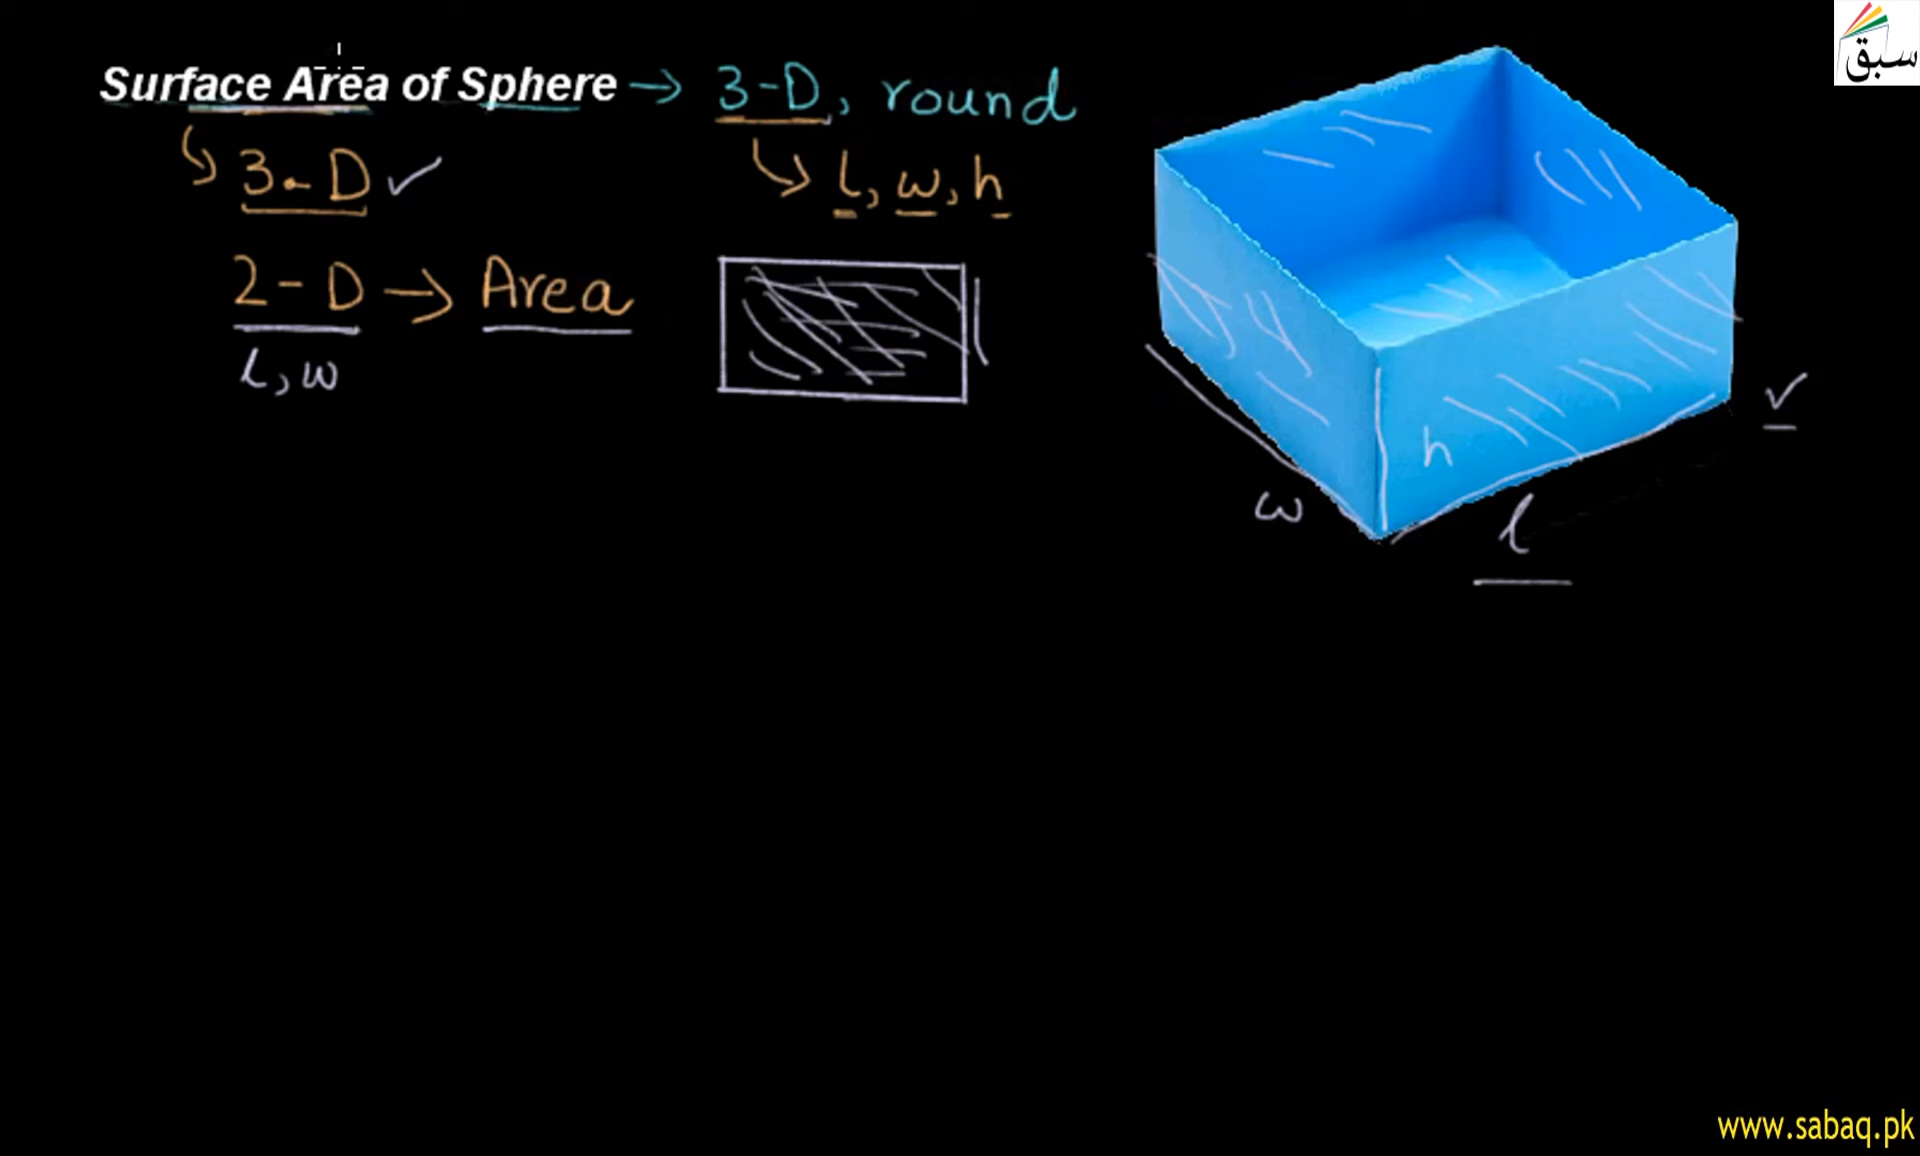 Surface Area of Sphere → 3-D, round
3-D ✓
l, w, h
2-D → Area
l, w
h
w
l
✓
سبق
www.sabaq.pk